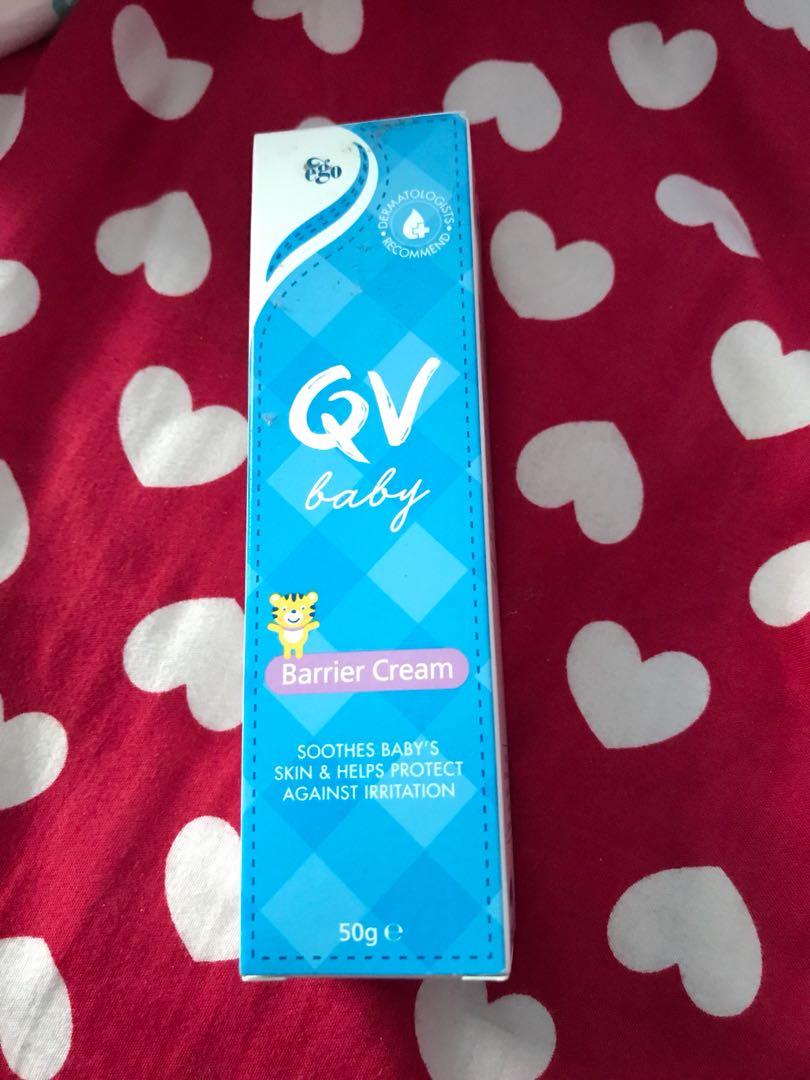 ego
• DERMATOLOGISTS •
RECOMMEND
QV
baby
Barrier Cream
SOOTHES BABY'S
SKIN & HELPS PROTECT
AGAINST IRRITATION
50g ℮